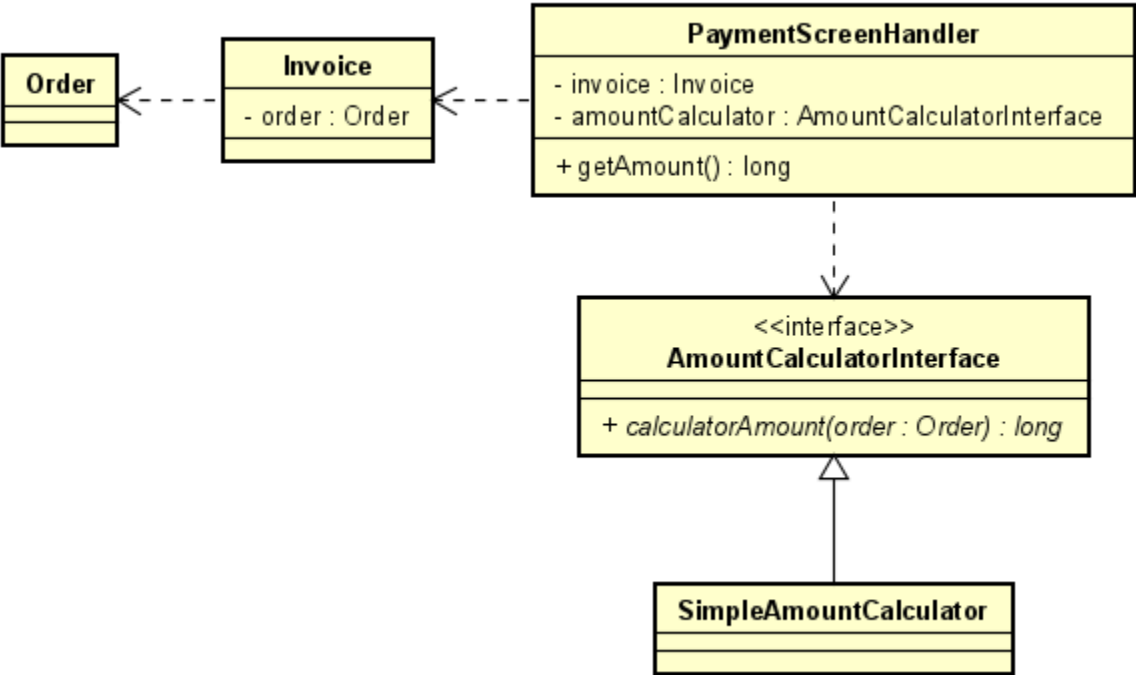 Order
Invoice
- order : Order
PaymentScreenHandler
- invoice : Invoice
- amountCalculator : AmountCalculatorInterface
+ getAmount() : long
<<interface>>
AmountCalculatorInterface
+ calculatorAmount(order : Order) : long
SimpleAmountCalculator